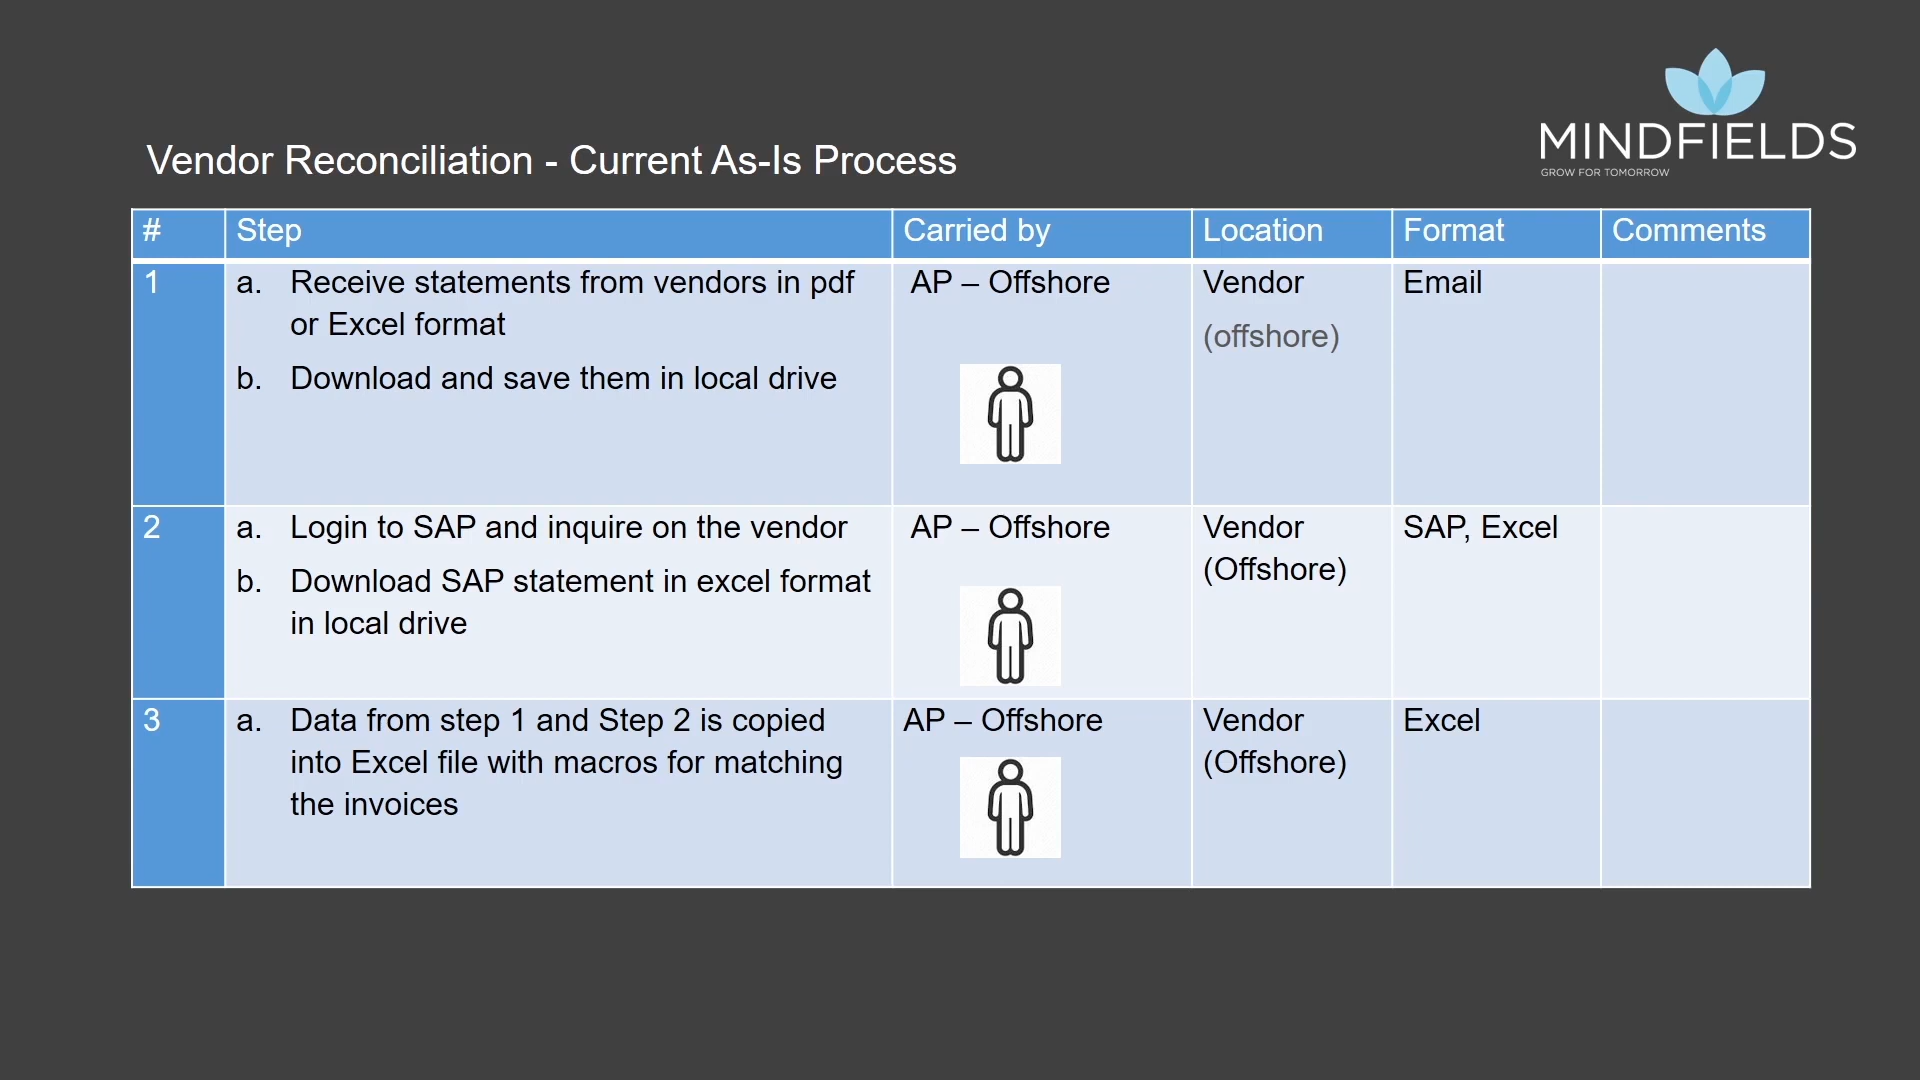 MINDFIELDS
GROW FOR TOMORROW
Vendor Reconciliation - Current As-Is Process
# Step Carried by Location Format Comments
1 a. Receive statements from vendors in pdf AP – Offshore Vendor Email
or Excel format (offshore)
b. Download and save them in local drive
2 a. Login to SAP and inquire on the vendor AP – Offshore Vendor SAP, Excel
b. Download SAP statement in excel format (Offshore)
in local drive
3 a. Data from step 1 and Step 2 is copied AP – Offshore Vendor Excel
into Excel file with macros for matching (Offshore)
the invoices